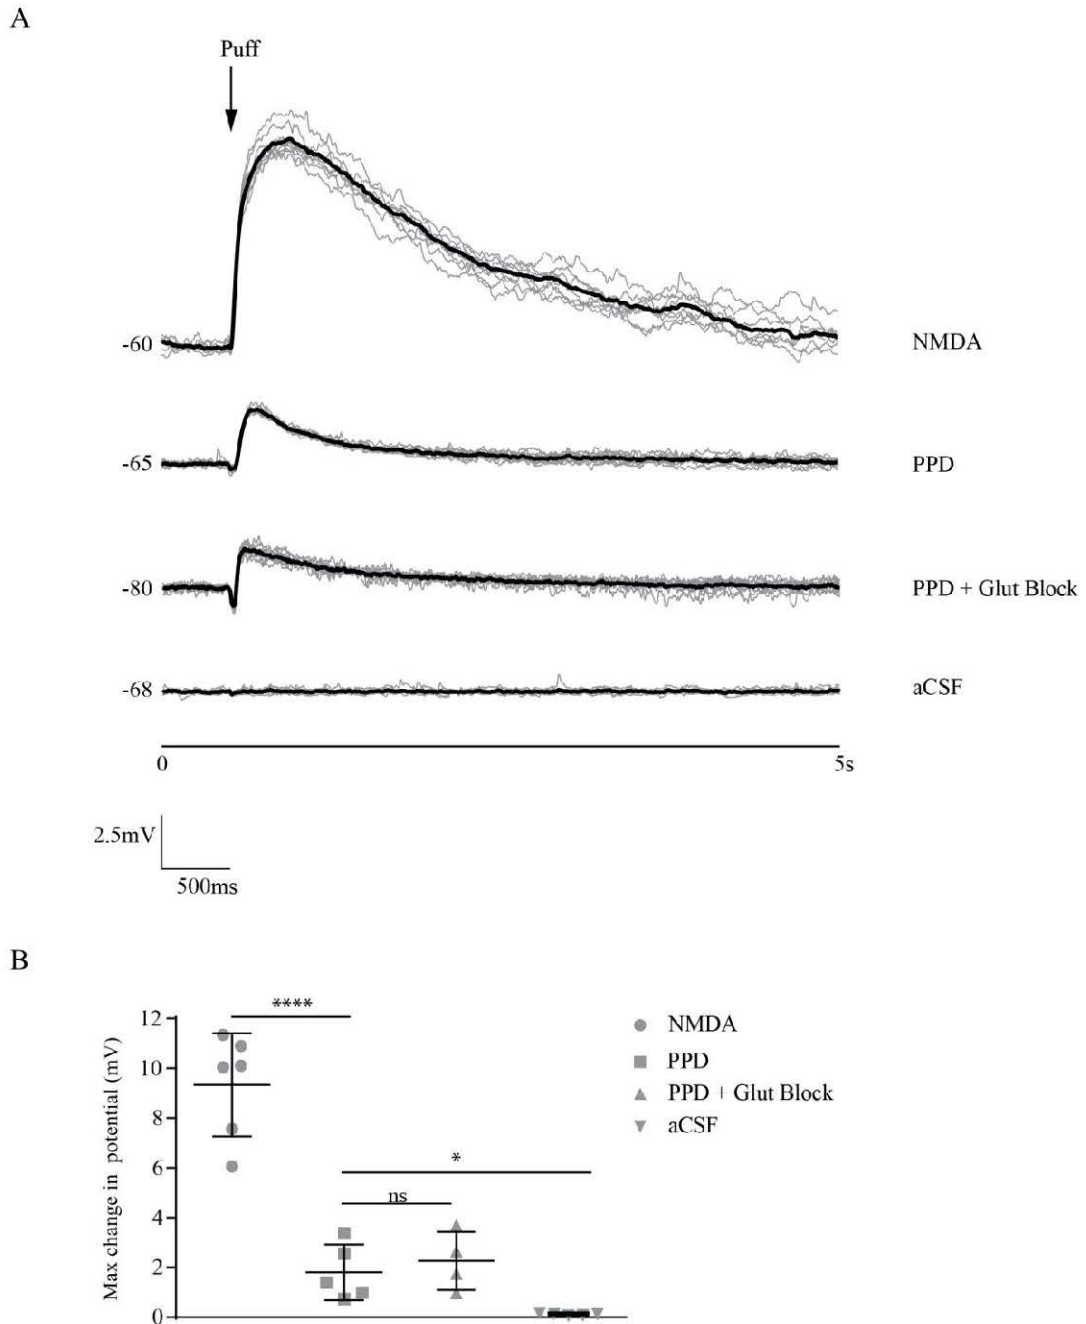 A
Puff
-60
NMDA
-65
PPD
-80
PPD + Glut Block
-68
aCSF
0
5s
2.5mV
500ms
B
Max change in potential (mV)
12
10
8
6
4
2
0
****
*
ns
NMDA
PPD
PPD + Glut Block
aCSF